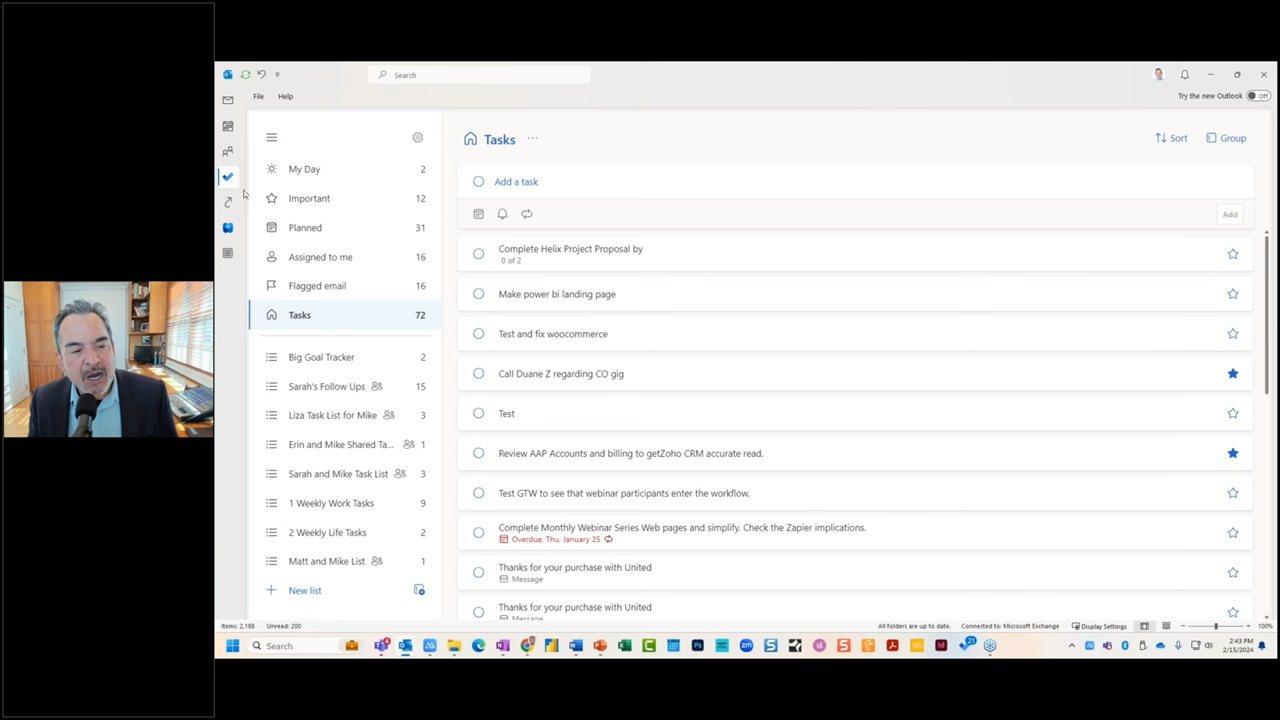 Search
File
Help
Try the new Outlook
Off
My Day
2
Important
12
Planned
31
Assigned to me
16
Flagged email
16
Tasks
72
Big Goal Tracker
2
Sarah's Follow Ups
15
Liza Task List for Mike
3
Erin and Mike Shared Ta...
1
Sarah and Mike Task List
3
1 Weekly Work Tasks
9
2 Weekly Life Tasks
2
Matt and Mike List
1
New list
Tasks
Sort
Group
Add a task
Add
Complete Helix Project Proposal by
0 of 2
Make power bi landing page
Test and fix woocommerce
Call Duane Z regarding CO gig
Test
Review AAP Accounts and billing to getZoho CRM accurate read.
Test GTW to see that webinar participants enter the workflow.
Complete Monthly Webinar Series Web pages and simplify. Check the Zapier implications.
Overdue, Thu, January 25
Thanks for your purchase with United
Message
Thanks for your purchase with United
Message
Items: 2,188
Unread: 200
All folders are up to date.
Connected to: Microsoft Exchange
Display Settings
100%
Search
2:43 PM
2/15/2024